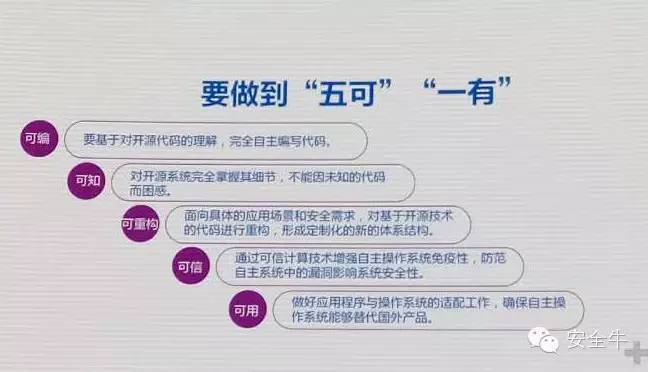 要做到“五可”“一有”
可编
要基于对开源代码的理解，完全自主编写代码。
可知
对开源系统完全掌握其细节，不能因未知的代码
而困惑。
可重构
面向具体的应用场景和安全需求，对基于开源技术
的代码进行重构，形成定制化的新的体系结构。
可信
通过可信计算技术增强自主操作系统免疫性，防范
自主系统中的漏洞影响系统安全性。
可用
做好应用程序与操作系统的适配工作，确保自主操
作系统能够替代国外产品。
安全牛